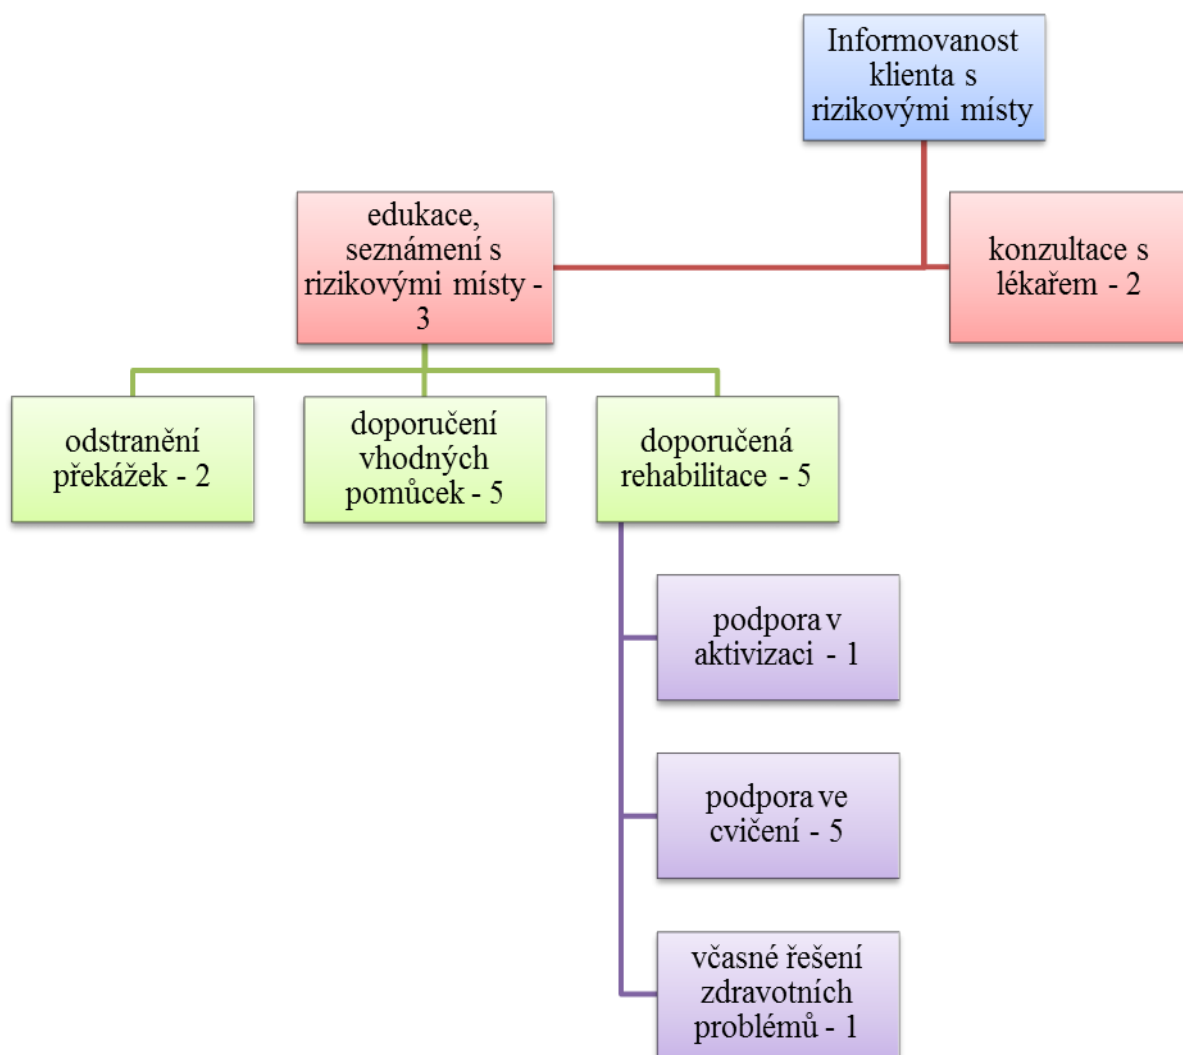 Informovanost
klienta s
rizikovými místy
edukace,
seznámení s
rizikovými místy -
3
konzultace s
lékařem - 2
odstranění
překážek - 2
doporučení
vhodných
pomůcek - 5
doporučená
rehabilitace - 5
podpora v
aktivizaci - 1
podpora ve
cvičení - 5
včasné řešení
zdravotních
problémů - 1